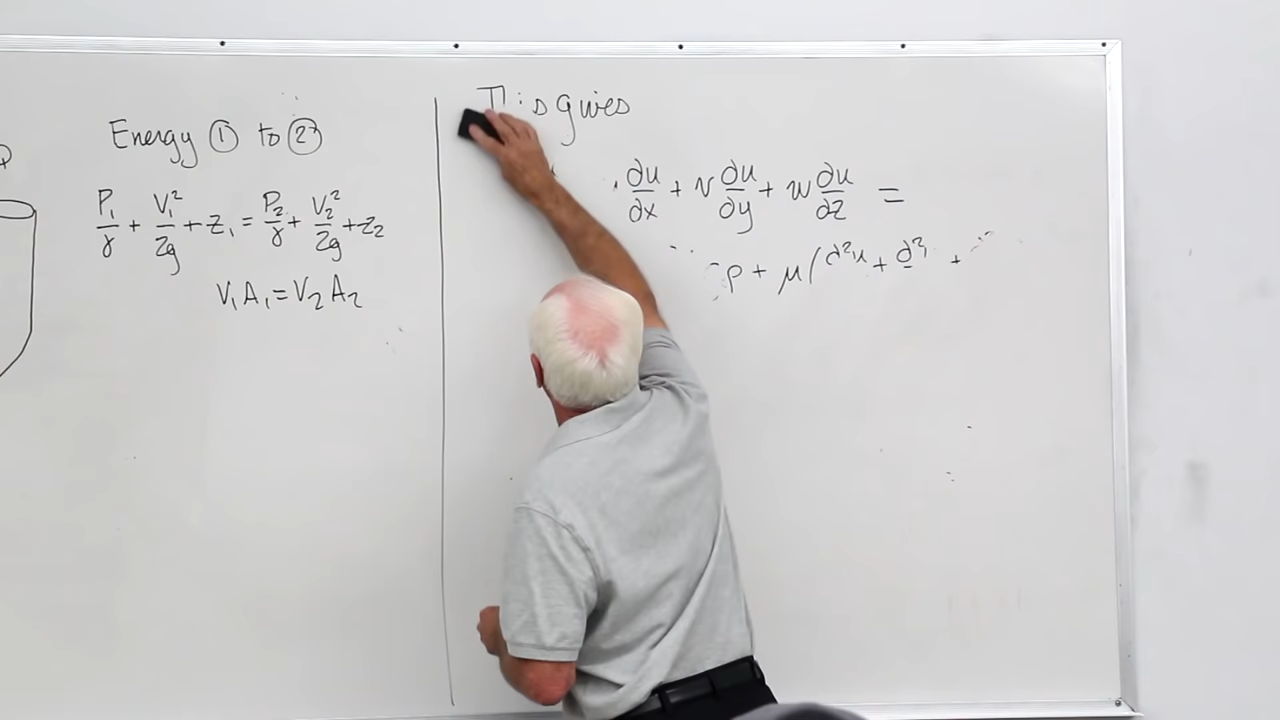 Energy ① to ②
P₁/γ + V₁²/2g + z₁ = P₂/γ + V₂²/2g + z₂
V₁A₁ = V₂A₂
This gives
∂u/∂x + v ∂u/∂y + w ∂u/∂z =
ρ + μ(∂²u + ∂² +